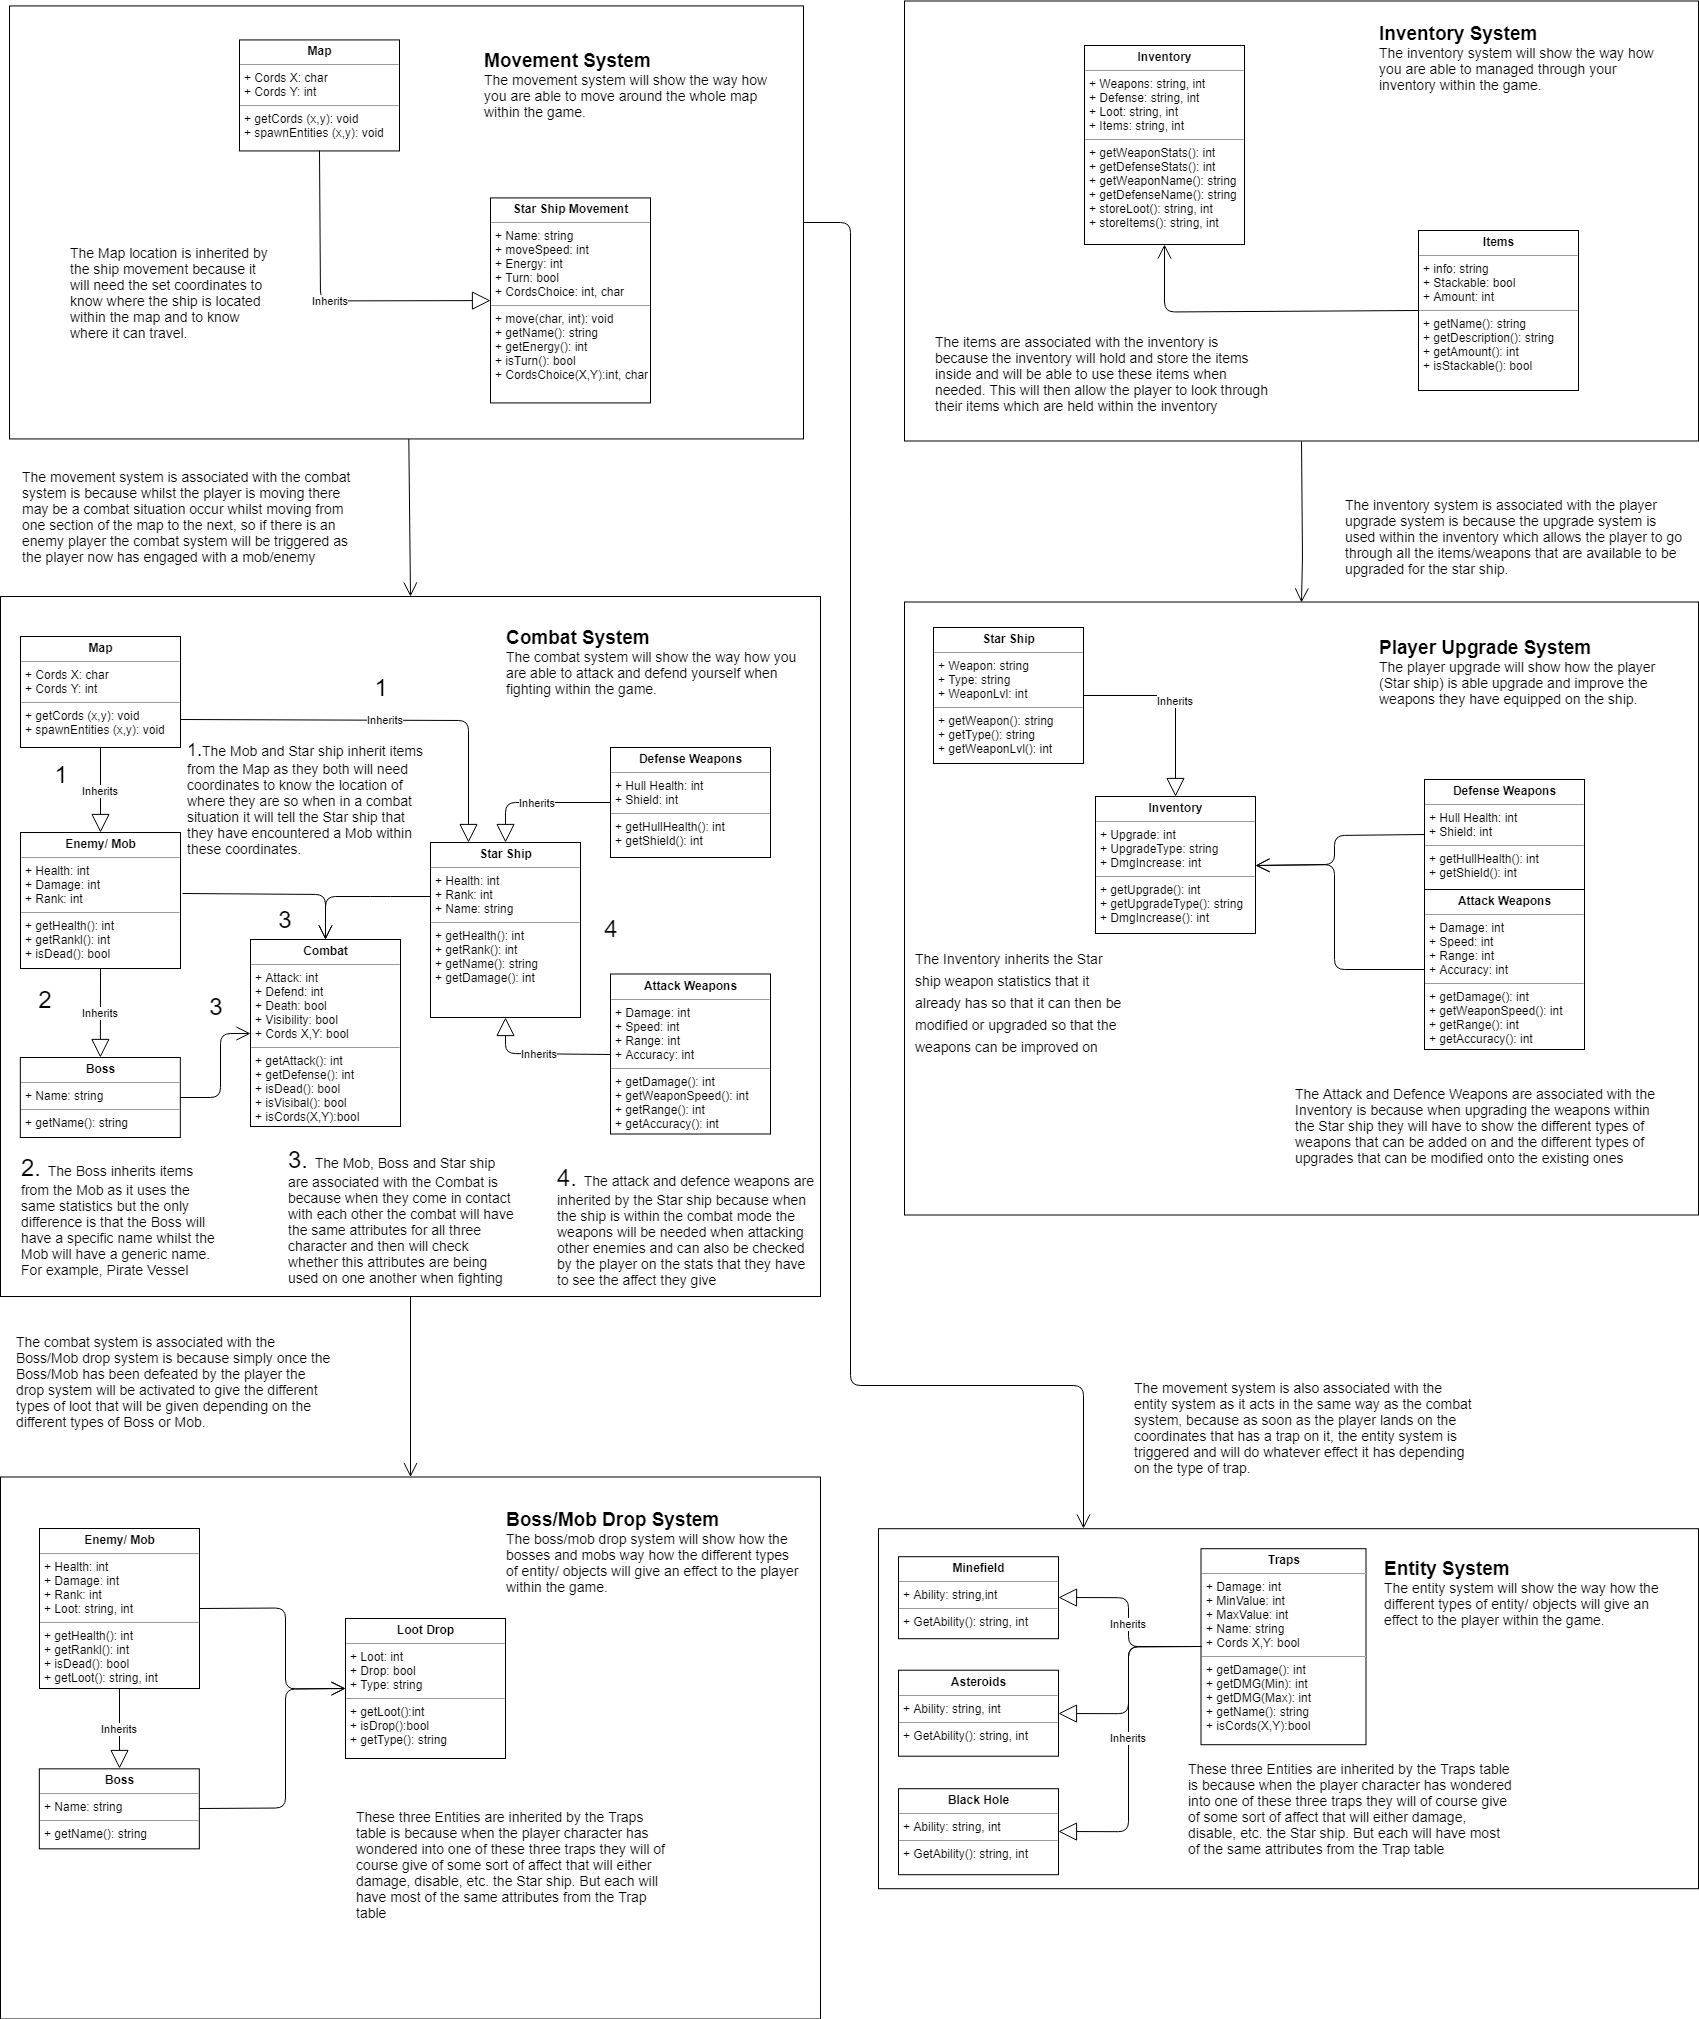 Movement System
The movement system will show the way how
you are able to move around the whole map
within the game.
Map
+ Cords X: char
+ Cords Y: int
+ getCords (x,y): void
+ spawnEntities (x,y): void
Star Ship Movement
+ Name: string
+ moveSpeed: int
+ Energy: int
+ Turn: bool
+ CordsChoice: int, char
+ move(char, int): void
+ getName(): string
+ getEnergy(): int
+ isTurn(): bool
+ CordsChoice(X,Y):int, char
Inherits
The Map location is inherited by
the ship movement because it
will need the set coordinates to
know where the ship is located
within the map and to know
where it can travel.
Inventory System
The inventory system will show the way how
you are able to managed through your
inventory within the game.
Inventory
+ Weapons: string, int
+ Defense: string, int
+ Loot: string, int
+ Items: string, int
+ getWeaponStats(): int
+ getDefenseStats(): int
+ getWeaponName(): string
+ getDefenseName(): string
+ storeLoot(): string, int
+ storeItems(): string, int
Items
+ info: string
+ Stackable: bool
+ Amount: int
+ getName(): string
+ getDescription(): string
+ getAmount(): int
+ isStackable(): bool
The items are associated with the inventory is
because the inventory will hold and store the items
inside and will be able to use these items when
needed. This will then allow the player to look through
their items which are held within the inventory
The movement system is associated with the combat
system is because whilst the player is moving there
may be a combat situation occur whilst moving from
one section of the map to the next, so if there is an
enemy player the combat system will be triggered as
the player now has engaged with a mob/enemy
The inventory system is associated with the player
upgrade system is because the upgrade system is
used within the inventory which allows the player to go
through all the items/weapons that are available to be
upgraded for the star ship.
Combat System
The combat system will show the way how you
are able to attack and defend yourself when
fighting within the game.
Map
+ Cords X: char
+ Cords Y: int
+ getCords (x,y): void
+ spawnEntities (x,y): void
1
Inherits
1
Inherits
1.The Mob and Star ship inherit items
from the Map as they both will need
coordinates to know the location of
where they are so when in a combat
situation it will tell the Star ship that
they have encountered a Mob within
these coordinates.
Defense Weapons
+ Hull Health: int
+ Shield: int
+ getHullHealth(): int
+ getShield(): int
Inherits
Enemy/ Mob
+ Health: int
+ Damage: int
+ Rank: int
+ getHealth(): int
+ getRankI(): int
+ isDead(): bool
Star Ship
+ Health: int
+ Rank: int
+ Name: string
+ getHealth(): int
+ getRank(): int
+ getName(): string
+ getDamage(): int
3
4
Combat
+ Attack: int
+ Defend: int
+ Death: bool
+ Visibility: bool
+ Cords X,Y: bool
+ getAttack(): int
+ getDefense(): int
+ isDead(): bool
+ isVisibal(): bool
+ isCords(X,Y):bool
2
Inherits
3
Boss
+ Name: string
+ getName(): string
Attack Weapons
+ Damage: int
+ Speed: int
+ Range: int
+ Accuracy: int
+ getDamage(): int
+ getWeaponSpeed(): int
+ getRange(): int
+ getAccuracy(): int
Inherits
2. The Boss inherits items
from the Mob as it uses the
same statistics but the only
difference is that the Boss will
have a specific name whilst the
Mob will have a generic name.
For example, Pirate Vessel
3. The Mob, Boss and Star ship
are associated with the Combat is
because when they come in contact
with each other the combat will have
the same attributes for all three
character and then will check
whether this attributes are being
used on one another when fighting
4. The attack and defence weapons are
inherited by the Star ship because when
the ship is within the combat mode the
weapons will be needed when attacking
other enemies and can also be checked
by the player on the stats that they have
to see the affect they give
Player Upgrade System
The player upgrade will show how the player
(Star ship) is able upgrade and improve the
weapons they have equipped on the ship.
Star Ship
+ Weapon: string
+ Type: string
+ WeaponLvl: int
+ getWeapon(): string
+ getType(): string
+ getWeaponLvl(): int
Inherits
Inventory
+ Upgrade: int
+ UpgradeType: string
+ DmgIncrease: int
+ getUpgrade(): int
+ getUpgradeType(): string
+ DmgIncrease(): int
Defense Weapons
+ Hull Health: int
+ Shield: int
+ getHullHealth(): int
+ getShield(): int
Attack Weapons
+ Damage: int
+ Speed: int
+ Range: int
+ Accuracy: int
+ getDamage(): int
+ getWeaponSpeed(): int
+ getRange(): int
+ getAccuracy(): int
The Inventory inherits the Star
ship weapon statistics that it
already has so that it can then be
modified or upgraded so that the
weapons can be improved on
The Attack and Defence Weapons are associated with the
Inventory is because when upgrading the weapons within
the Star ship they will have to show the different types of
weapons that can be added on and the different types of
upgrades that can be modified onto the existing ones
The combat system is associated with the
Boss/Mob drop system is because simply once the
Boss/Mob has been defeated by the player the
drop system will be activated to give the different
types of loot that will be given depending on the
different types of Boss or Mob.
The movement system is also associated with the
entity system as it acts in the same way as the combat
system, because as soon as the player lands on the
coordinates that has a trap on it, the entity system is
triggered and will do whatever effect it has depending
on the type of trap.
Boss/Mob Drop System
The boss/mob drop system will show how the
bosses and mobs way how the different types
of entity/ objects will give an effect to the player
within the game.
Enemy/ Mob
+ Health: int
+ Damage: int
+ Rank: int
+ Loot: string, int
+ getHealth(): int
+ getRankI(): int
+ isDead(): bool
+ getLoot(): string, int
Inherits
Boss
+ Name: string
+ getName(): string
Loot Drop
+ Loot: int
+ Drop: bool
+ Type: string
+ getLoot():int
+ isDrop():bool
+ getType(): string
These three Entities are inherited by the Traps
table is because when the player character has
wondered into one of these three traps they will of
course give of some sort of affect that will either
damage, disable, etc. the Star ship. But each will
have most of the same attributes from the Trap
table
Entity System
The entity system will show the way how the
different types of entity/ objects will give an
effect to the player within the game.
Minefield
+ Ability: string,int
+ GetAbility(): string, int
Asteroids
+ Ability: string, int
+ GetAbility(): string, int
Black Hole
+ Ability: string, int
+ GetAbility(): string, int
Inherits
Inherits
Traps
+ Damage: int
+ MinValue: int
+ MaxValue: int
+ Name: string
+ Cords X,Y: bool
+ getDamage(): int
+ getDMG(Min): int
+ getDMG(Max): int
+ getName(): string
+ isCords(X,Y):bool
These three Entities are inherited by the Traps table
is because when the player character has wondered
into one of these three traps they will of course give
of some sort of affect that will either damage,
disable, etc. the Star ship. But each will have most
of the same attributes from the Trap table